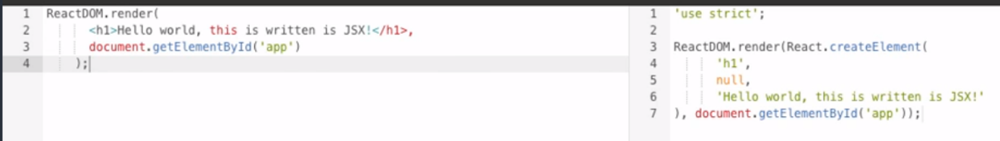 1 ReactDOM.render(
2 <h1>Hello world, this is written is JSX!</h1>,
3 document.getElementById('app')
4 );
1 'use strict';
2
3 ReactDOM.render(React.createElement(
4 'h1',
5 null,
6 'Hello world, this is written is JSX!'
7 ), document.getElementById('app'));